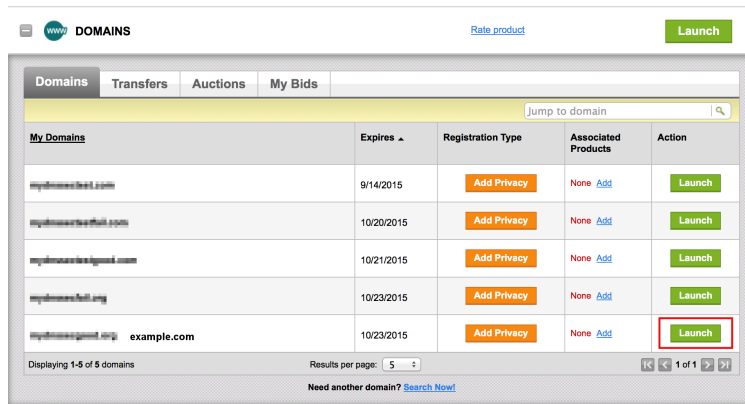 www DOMAINS Rate product Launch
Domains Transfers Auctions My Bids
Jump to domain
My Domains Expires Registration Type Associated Products Action
9/14/2015 Add Privacy None Add Launch
10/20/2015 Add Privacy None Add Launch
10/21/2015 Add Privacy None Add Launch
10/23/2015 Add Privacy None Add Launch
example.com 10/23/2015 Add Privacy None Add Launch
Displaying 1-5 of 5 domains Results per page: 5 1 of 1
Need another domain? Search Now!